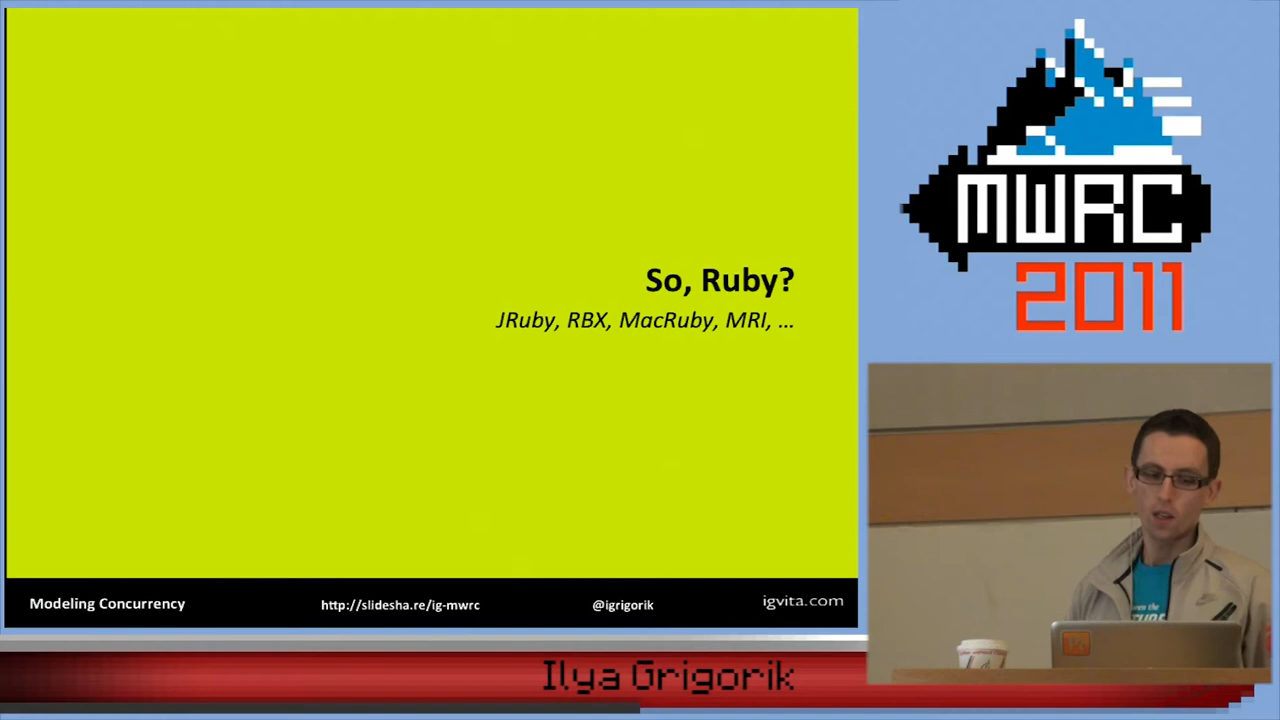 So, Ruby?
JRuby, RBX, MacRuby, MRI, ...
Modeling Concurrency
http://slidesha.re/ig-mwrc
@igrigorik
igvita.com
MWRC
2011
Ilya Grigorik